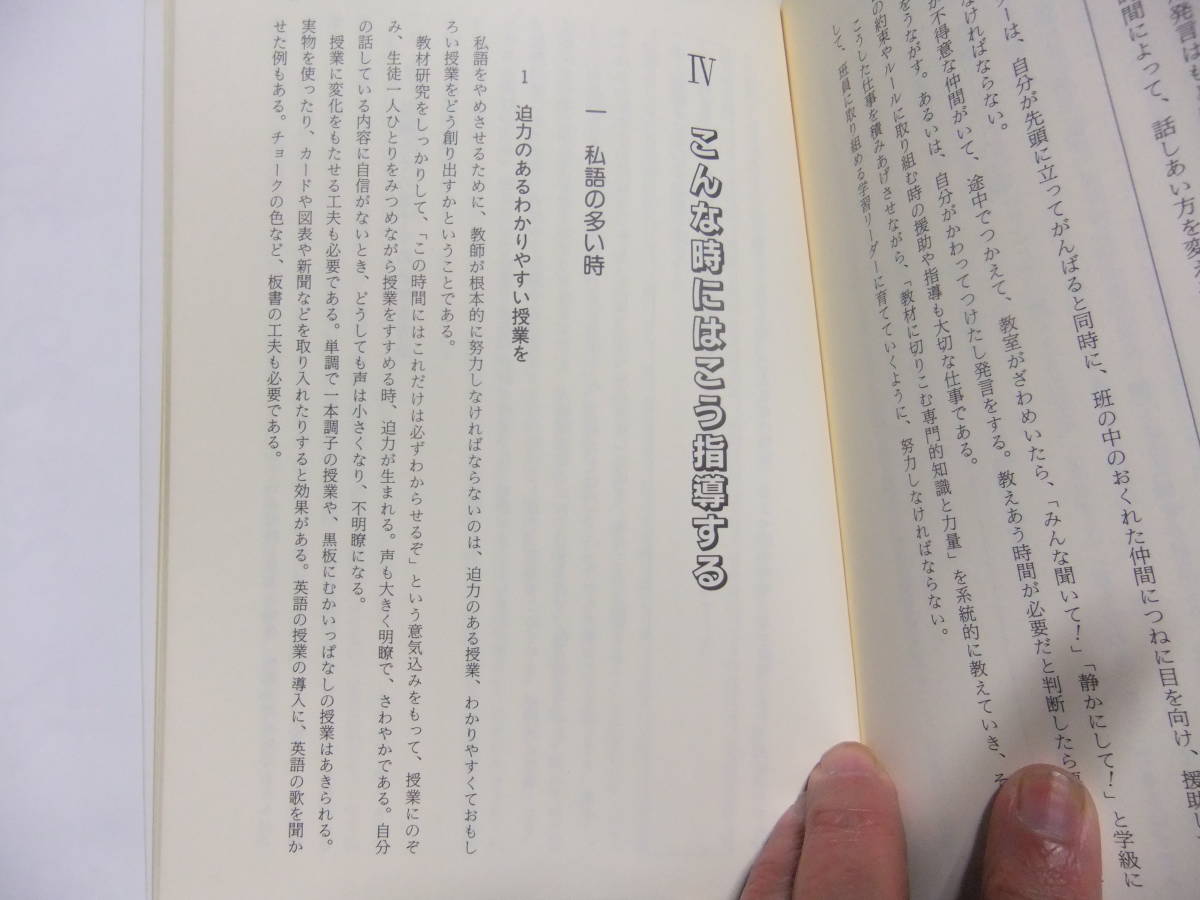 発言はも
間によって、話しあい方を変え
ーは、自分が先頭に立ってがんばると同時に、班の中のおくれた仲間につねに目を向け、援助し
なければならない。
が不得意な仲間がいて、途中でつかえて、教室がざわめいたら、「みんな聞いて！」「静かにして！」と学級に
をうながす。あるいは、自分がかわってつけたし発言をする。教えあう時間が必要だと判断したら
の約束やルールに取り組む時の援助や指導も大切な仕事である。
こうした仕事を積みあげさせながら、「教材に切りこむ専門的知識と力量」を系統的に教えていき、そ
して、班員に取り組める学習リーダーに育てていくように、努力しなければならない。
Ⅳ こんな時にはこう指導する
一 私語の多い時
1 迫力のあるわかりやすい授業を
私語をやめさせるために、教師が根本的に努力しなければならないのは、迫力のある授業、わかりやすくておもし
ろい授業をどう創り出すかということである。
教材研究をしっかりして、「この時間にはこれだけは必ずわからせるぞ」という意気込みをもって、授業にのぞ
み、生徒一人ひとりをみつめながら授業をすすめる時、迫力が生まれる。声も大きく明瞭で、さわやかである。自分
の話している内容に自信がないとき、どうしても声は小さくなり、不明瞭になる。
授業に変化をもたせる工夫も必要である。単調で一本調子の授業や、黒板にむかいっぱなしの授業はあきられる。
実物を使ったり、カードや図表や新聞などを取り入れたりすると効果がある。英語の授業の導入に、英語の歌を聞か
せた例もある。チョークの色など、板書の工夫も必要である。